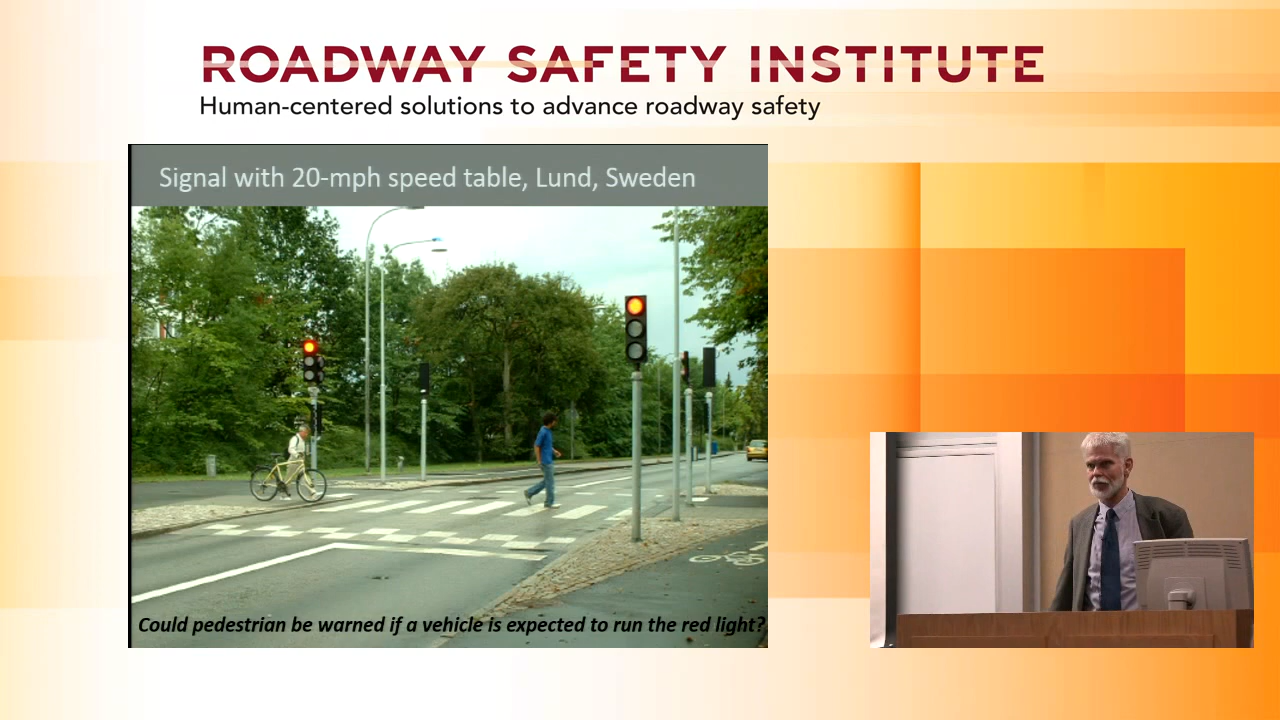 ROADWAY SAFETY INSTITUTE
Human-centered solutions to advance roadway safety
Signal with 20-mph speed table, Lund, Sweden
Could pedestrian be warned if a vehicle is expected to run the red light?